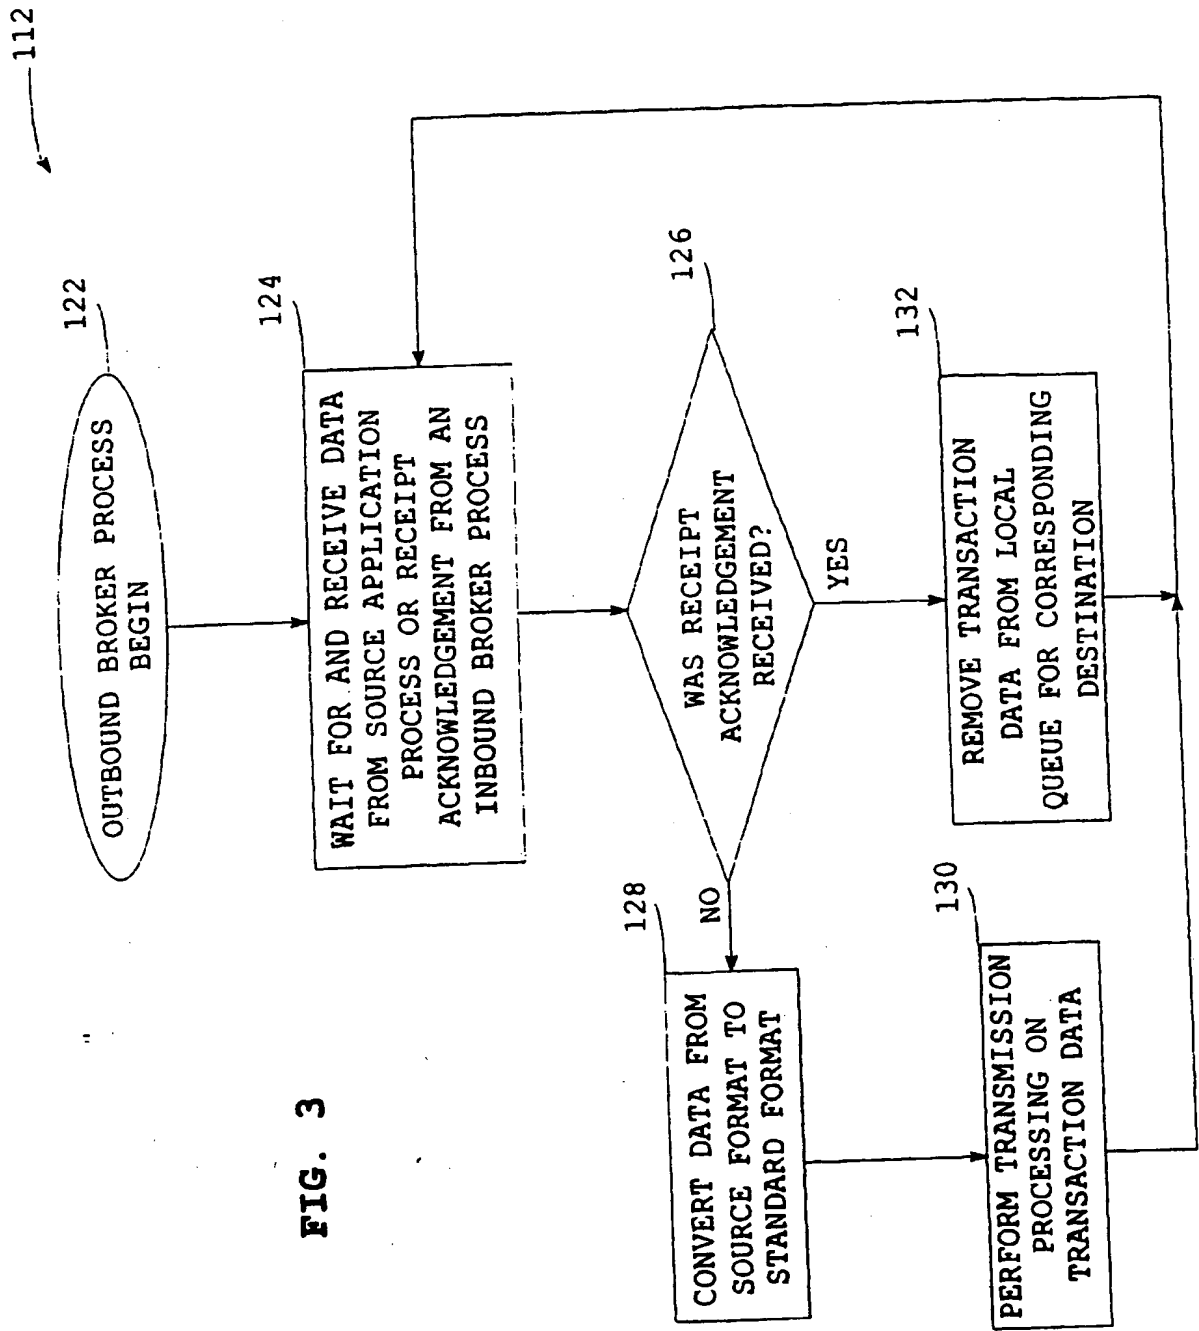 112
OUTBOUND BROKER PROCESS
BEGIN
122
WAIT FOR AND RECEIVE DATA
FROM SOURCE APPLICATION
PROCESS OR RECEIPT
ACKNOWLEDGEMENT FROM AN
INBOUND BROKER PROCESS
124
WAS RECEIPT
ACKNOWLEDGEMENT
RECEIVED?
126
NO
YES
CONVERT DATA FROM
SOURCE FORMAT TO
STANDARD FORMAT
128
REMOVE TRANSACTION
DATA FROM LOCAL
QUEUE FOR CORRESPONDING
DESTINATION
132
PERFORM TRANSMISSION
PROCESSING ON
TRANSACTION DATA
130
FIG. 3